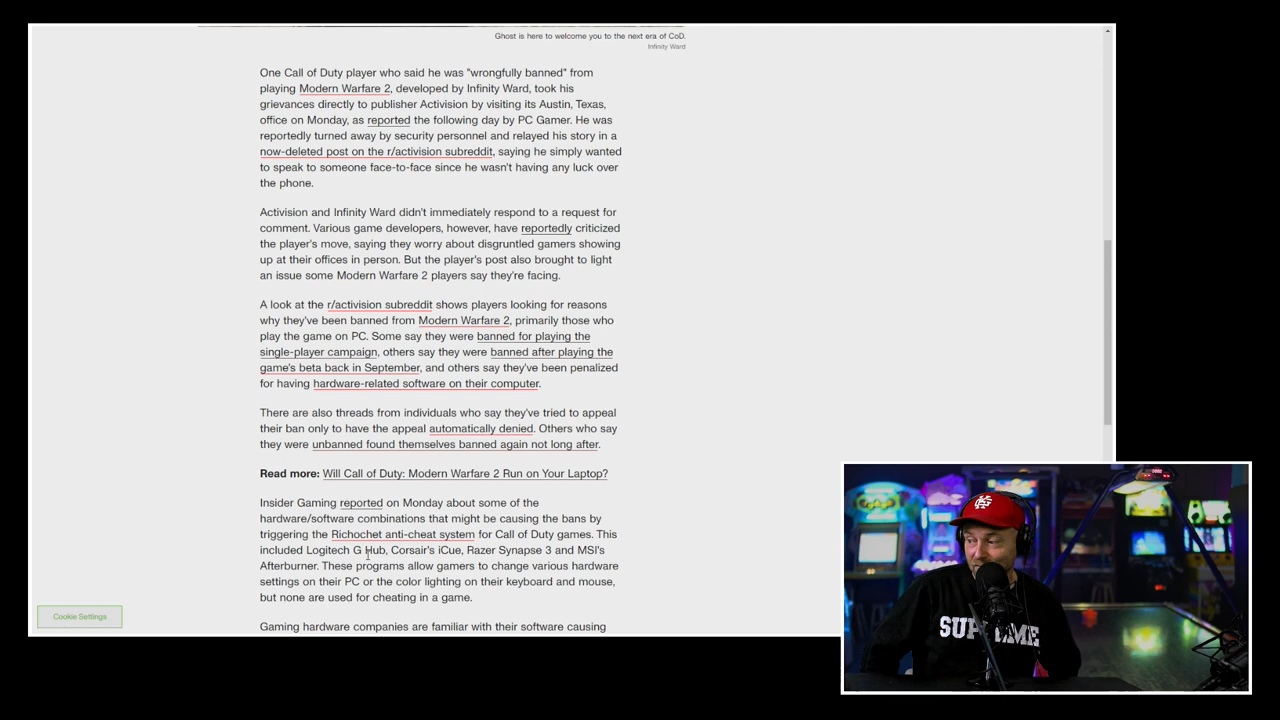 Ghost is here to welcome you to the next era of CoD.
Infinity Ward
One Call of Duty player who said he was "wrongfully banned" from
playing Modern Warfare 2, developed by Infinity Ward, took his
grievances directly to publisher Activision by visiting its Austin, Texas,
office on Monday, as reported the following day by PC Gamer. He was
reportedly turned away by security personnel and relayed his story in a
now-deleted post on the r/activision subreddit, saying he simply wanted
to speak to someone face-to-face since he wasn't having any luck over
the phone.
Activision and Infinity Ward didn't immediately respond to a request for
comment. Various game developers, however, have reportedly criticized
the player's move, saying they worry about disgruntled gamers showing
up at their offices in person. But the player's post also brought to light
an issue some Modern Warfare 2 players say they're facing.
A look at the r/activision subreddit shows players looking for reasons
why they've been banned from Modern Warfare 2, primarily those who
play the game on PC. Some say they were banned for playing the
single-player campaign, others say they were banned after playing the
game's beta back in September, and others say they've been penalized
for having hardware-related software on their computer.
There are also threads from individuals who say they've tried to appeal
their ban only to have the appeal automatically denied. Others who say
they were unbanned found themselves banned again not long after.
Read more: Will Call of Duty: Modern Warfare 2 Run on Your Laptop?
Insider Gaming reported on Monday about some of the
hardware/software combinations that might be causing the bans by
triggering the Richochet anti-cheat system for Call of Duty games. This
included Logitech G Hub, Corsair's iCue, Razer Synapse 3 and MSI's
Afterburner. These programs allow gamers to change various hardware
settings on their PC or the color lighting on their keyboard and mouse,
but none are used for cheating in a game.
Gaming hardware companies are familiar with their software causing
Cookie Settings